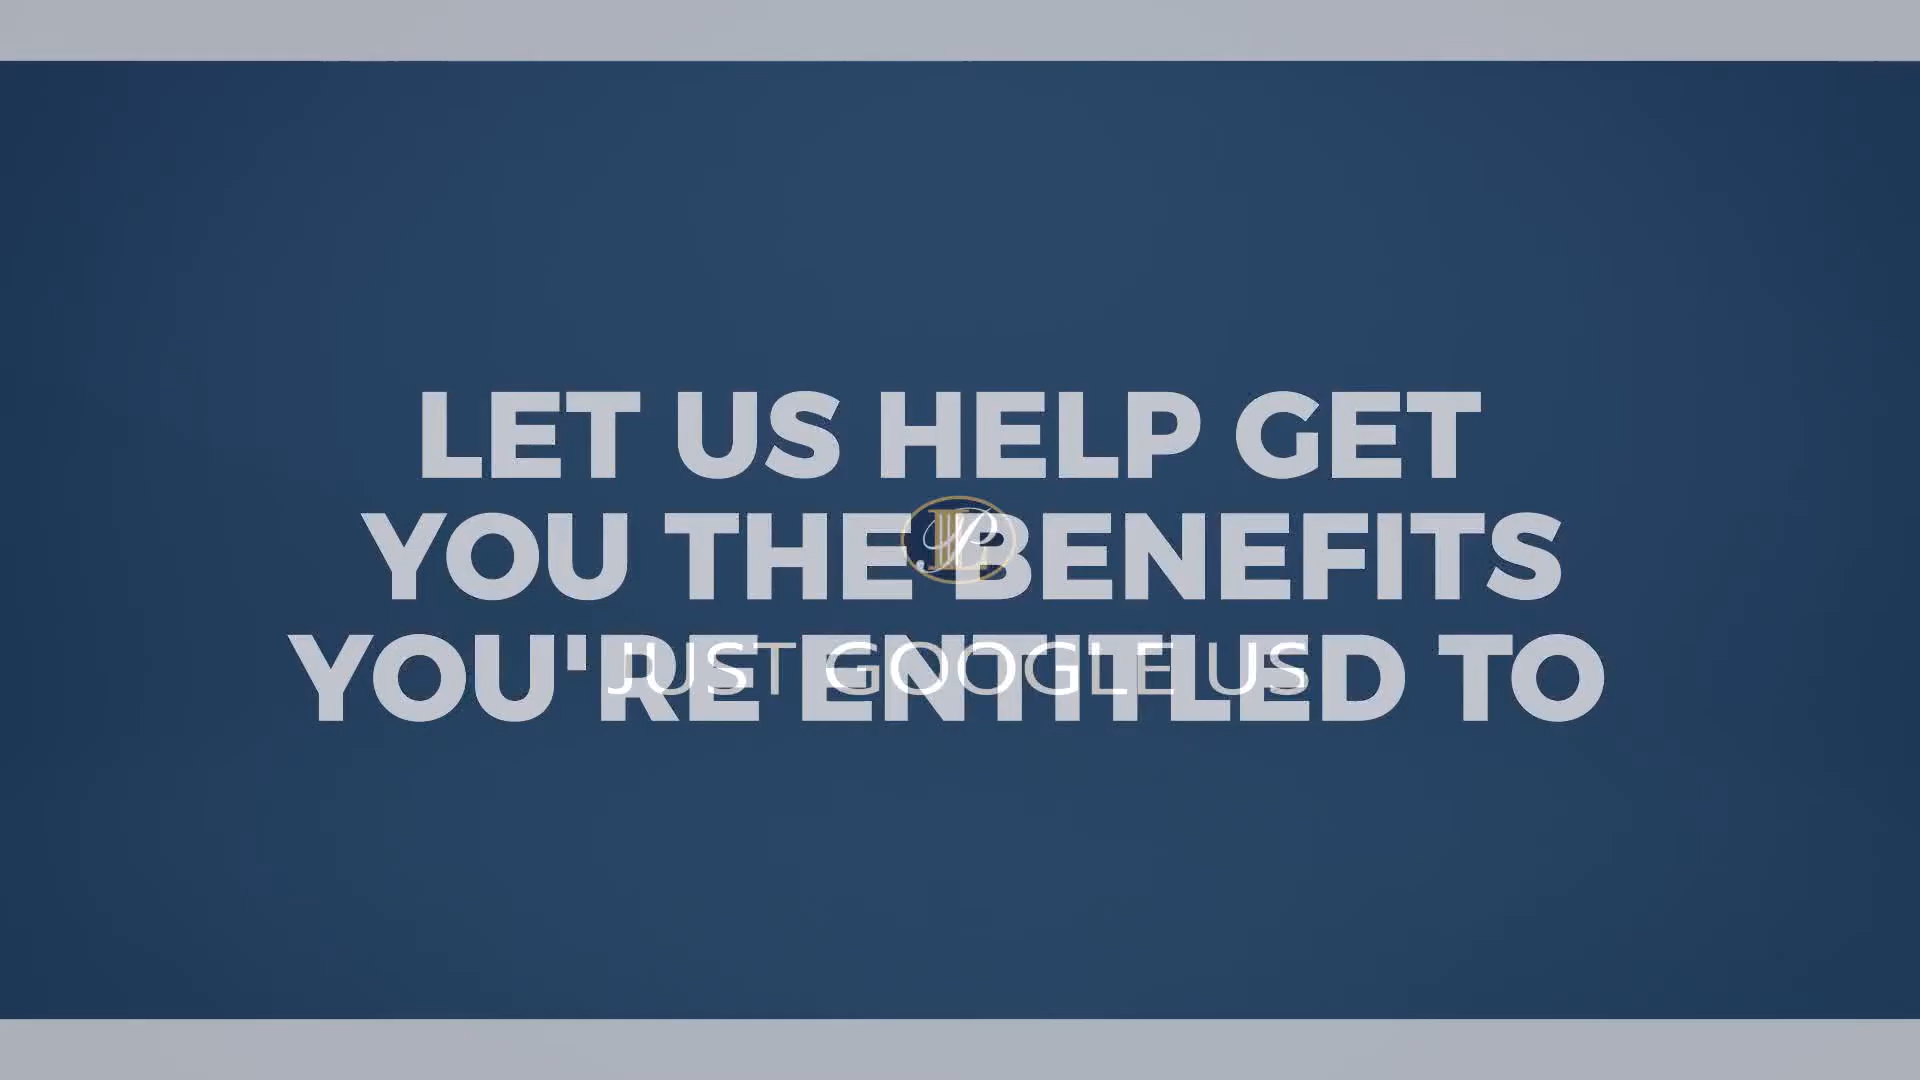 LET US HELP GET
YOU THE BENEFITS
YOU'RE ENTITLED TO
JUST GOOGLE US